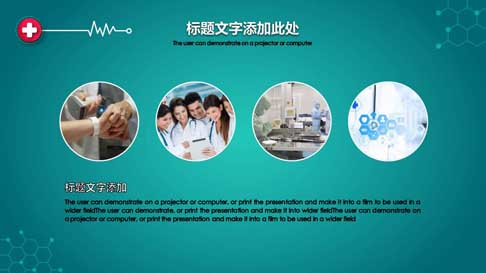 标题文字添加此处
The user can demonstrate on a projector or computer
标题文字添加
The user can demonstrate on a projector or computer, or print the presentation and make it into a film to be used in a
wider fieldThe user can demonstrate, or print the presentation and make it into wider fieldThe user can demonstrate on
a projector or computer, or print the presentation and make it into a film to be used in a wider field